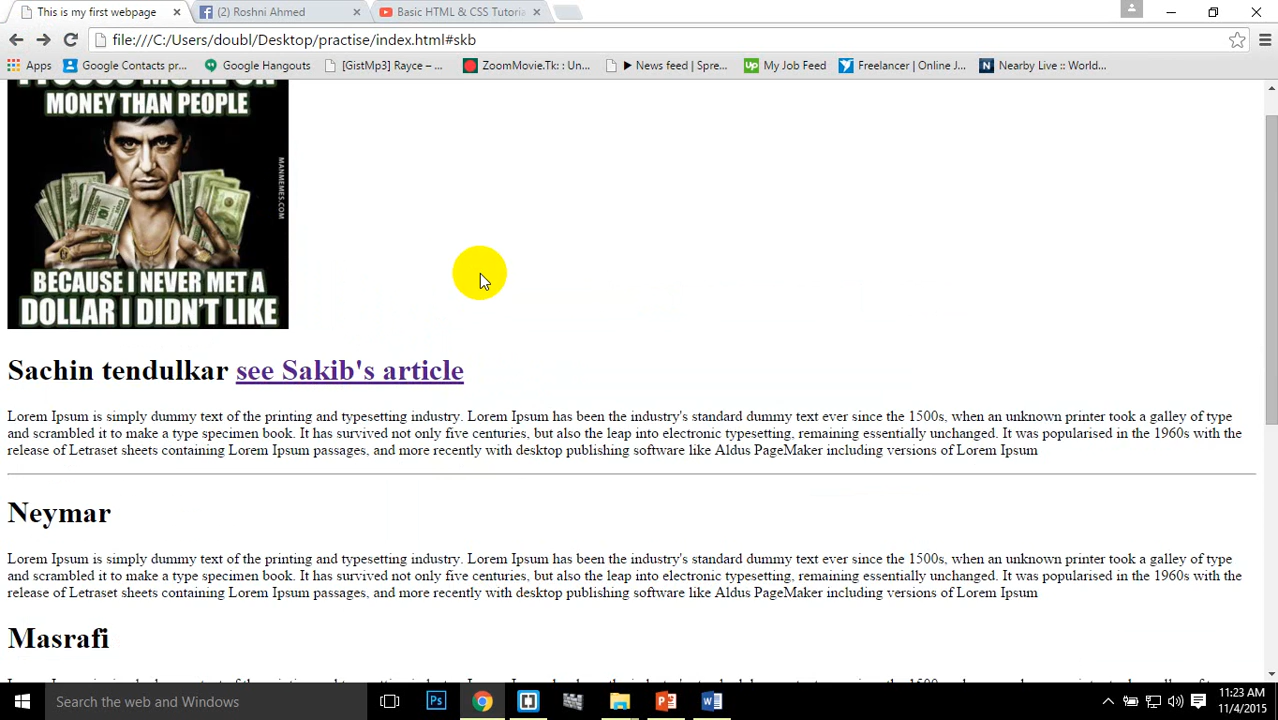 This is my first webpage
(2) Roshni Ahmed
Basic HTML & CSS Tutoria
file:///C:/Users/doubl/Desktop/practise/index.html#skb
Apps
Google Contacts pr...
Google Hangouts
[GistMp3] Rayce – ...
ZoomMovie.Tk: : Un...
▶ News feed | Spre...
Up My Job Feed
Freelancer | Online J...
N Nearby Live :: World...
MONEY THAN PEOPLE
MANMEMES.COM
BECAUSE I NEVER MET A
DOLLAR I DIDN'T LIKE
Sachin tendulkar see Sakib's article
Lorem Ipsum is simply dummy text of the printing and typesetting industry. Lorem Ipsum has been the industry's standard dummy text ever since the 1500s, when an unknown printer took a galley of type
and scrambled it to make a type specimen book. It has survived not only five centuries, but also the leap into electronic typesetting, remaining essentially unchanged. It was popularised in the 1960s with the
release of Letraset sheets containing Lorem Ipsum passages, and more recently with desktop publishing software like Aldus PageMaker including versions of Lorem Ipsum
Neymar
Lorem Ipsum is simply dummy text of the printing and typesetting industry. Lorem Ipsum has been the industry's standard dummy text ever since the 1500s, when an unknown printer took a galley of type
and scrambled it to make a type specimen book. It has survived not only five centuries, but also the leap into electronic typesetting, remaining essentially unchanged. It was popularised in the 1960s with the
release of Letraset sheets containing Lorem Ipsum passages, and more recently with desktop publishing software like Aldus PageMaker including versions of Lorem Ipsum
Masrafi
Search the web and Windows
Ps
11:23 AM
11/4/2015